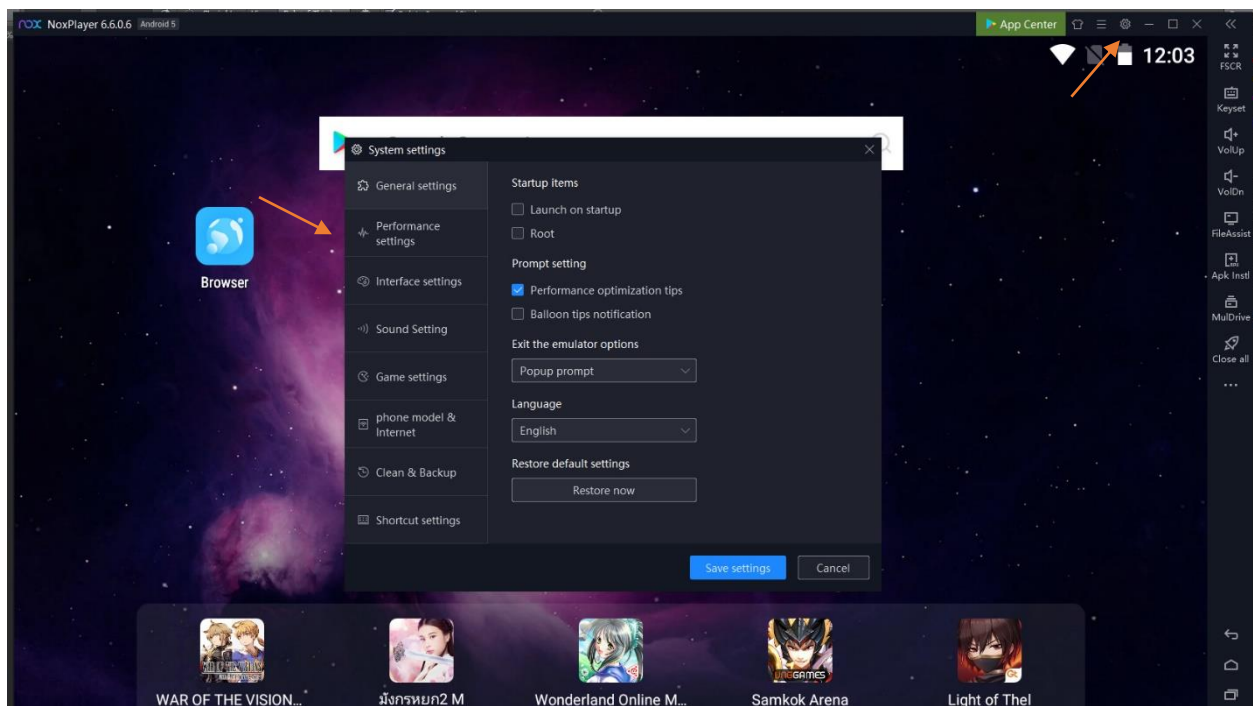 nox NoxPlayer 6.6.0.6 Android 5
App Center
12:03
FSCR
Keyset
VolUp
VolDn
FileAssist
Apk Instl
MulDrive
Close all
System settings
General settings
Performance
settings
Interface settings
Sound Setting
Game settings
phone model &
Internet
Clean & Backup
Shortcut settings
Startup items
Launch on startup
Root
Prompt setting
Performance optimization tips
Balloon tips notification
Exit the emulator options
Popup prompt
Language
English
Restore default settings
Restore now
Save settings
Cancel
Browser
WAR OF THE VISION...
มังกรหยก2 M
Wonderland Online M...
VNGGAMES
Samkok Arena
Light of Thel